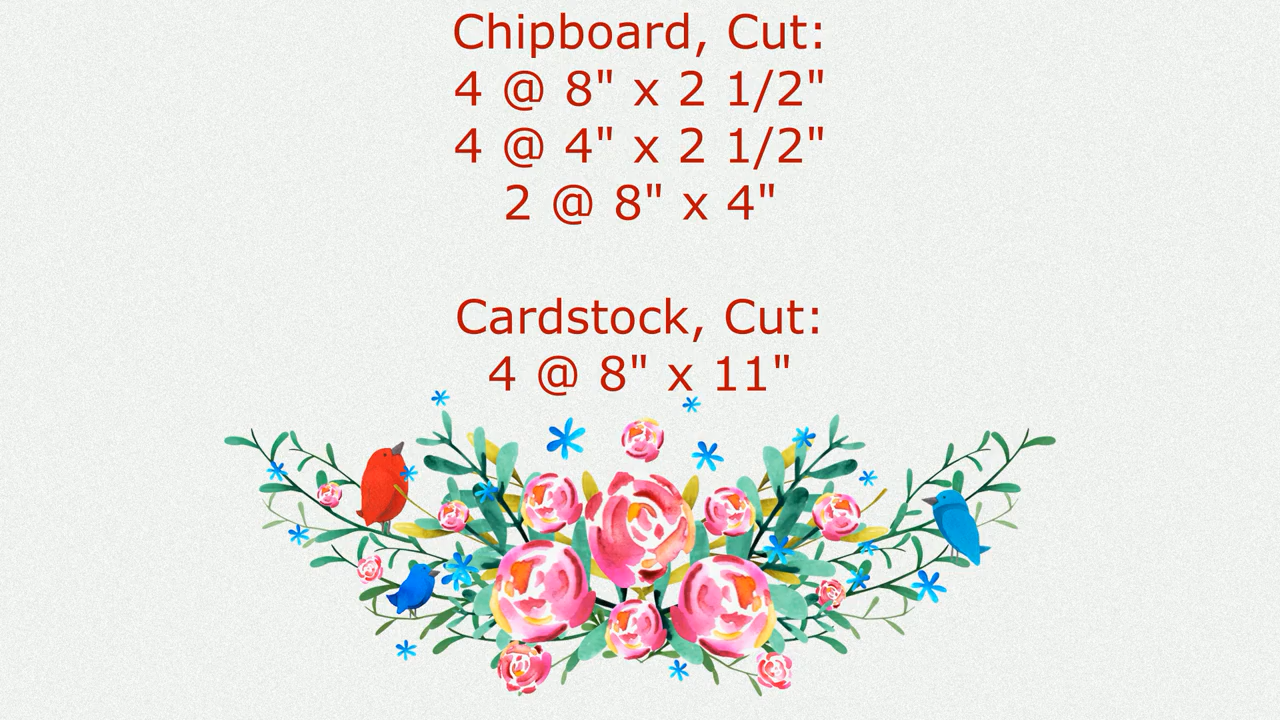 Chipboard, Cut:
4 @ 8" x 2 1/2"
4 @ 4" x 2 1/2"
2 @ 8" x 4"
Cardstock, Cut:
4 @ 8" x 11"